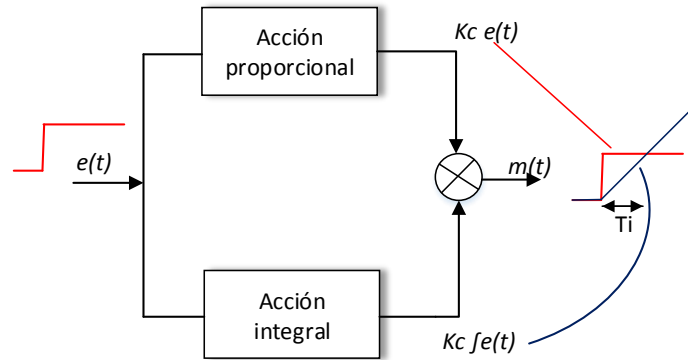 Acción
proporcional
Kc e(t)
e(t)
m(t)
Ti
Acción
integral
Kc ∫e(t)